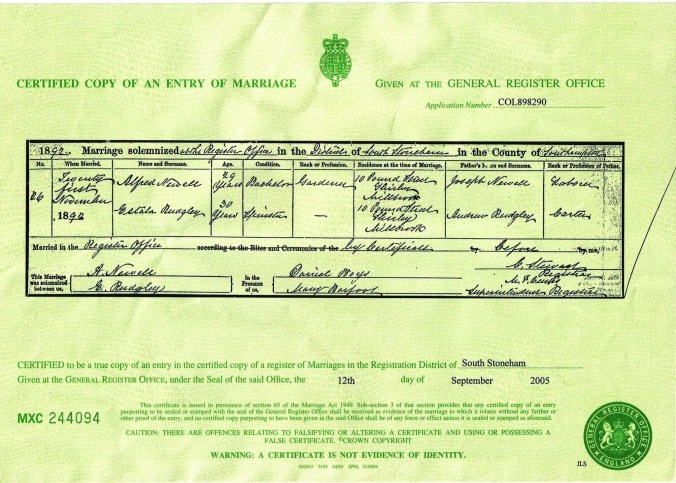 CERTIFIED COPY OF AN ENTRY OF MARRIAGE
GIVEN AT THE GENERAL REGISTER OFFICE
Application Number COL898290
1892. Marriage solemnized at the Register Office in the District of South Stoneham in the County of Southampton
No. When Married. Name and Surname. Age. Condition. Rank or Profession. Residence at the time of Marriage. Father's Name and Surname. Rank or Profession of Father.
26 Twenty first November 1892
Alfred Newell 29 Years Bachelor Gardener 10 Pound Street Shirley Millbrook Joseph Newell Laborer
Estala Rudgley 30 Years Spinster — 10 Pound Street Shirley Millbrook Andrew Rudgley Carter
Married in the Register Office according to the Rites and Ceremonies of the by Certificate by before by me,
This Marriage was solemnized between us,
A. Newell
E. Rudgley
In the Presence of us,
Daniel Woys
Mary Barfoot
C. Stewart Registrar
Superintendent Registrar
CERTIFIED to be a true copy of an entry in the certified copy of a register of Marriages in the Registration District of South Stoneham
Given at the GENERAL REGISTER OFFICE, under the Seal of the said Office, the 12th day of September 2005
MXC 244094
This certificate is issued in pursuance of section 65 of the Marriage Act 1949. Sub-section 3 of that section provides that any certified copy of an entry
purporting to be sealed or stamped with the seal of the General Register Office shall be received as evidence of the marriage to which it relates without any further or
other proof of the entry, and no certified copy purporting to have been given in the said Office shall be of any force or effect unless it is sealed or stamped as aforesaid.
CAUTION: THERE ARE OFFENCES RELATING TO FALSIFYING OR ALTERING A CERTIFICATE AND USING OR POSSESSING A
FALSE CERTIFICATE. ©CROWN COPYRIGHT
WARNING: A CERTIFICATE IS NOT EVIDENCE OF IDENTITY.
GENERAL REGISTER OFFICE
ENGLAND
JLS